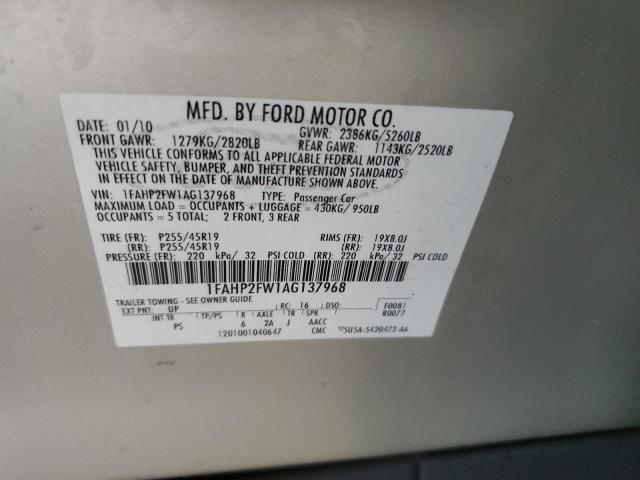 MFD. BY FORD MOTOR CO.
DATE: 01/10 GVWR: 2386KG/5260LB
FRONT GAWR: 1279KG/2820LB REAR GAWR: 1143KG/2520LB
THIS VEHICLE CONFORMS TO ALL APPLICABLE FEDERAL MOTOR
VEHICLE SAFETY, BUMPER, AND THEFT PREVENTION STANDARDS
IN EFFECT ON THE DATE OF MANUFACTURE SHOWN ABOVE.
VIN: 1FAHP2FW1AG137968 TYPE: Passenger Car
MAXIMUM LOAD = OCCUPANTS + LUGGAGE = 430KG/ 950LB
OCCUPANTS = 5 TOTAL; 2 FRONT, 3 REAR
TIRE (FR): P255/45R19 RIMS (FR): 19X8.0J
(RR): P255/45R19 (RR): 19X8.0J
PRESSURE (FR): 220 kPa/ 32 PSI COLD (RR): 220 kPa/ 32 PSI COLD
1FAHP2FW1AG137968
TRAILER TOWING - SEE OWNER GUIDE
EXT PNT: UP RC: 16 DSO: F0081
R0077
INT TR TP/PS R AXLE TR SPR
PS 6 2A J AACC
1201001040647 CMC 5U5A-5420472-AA